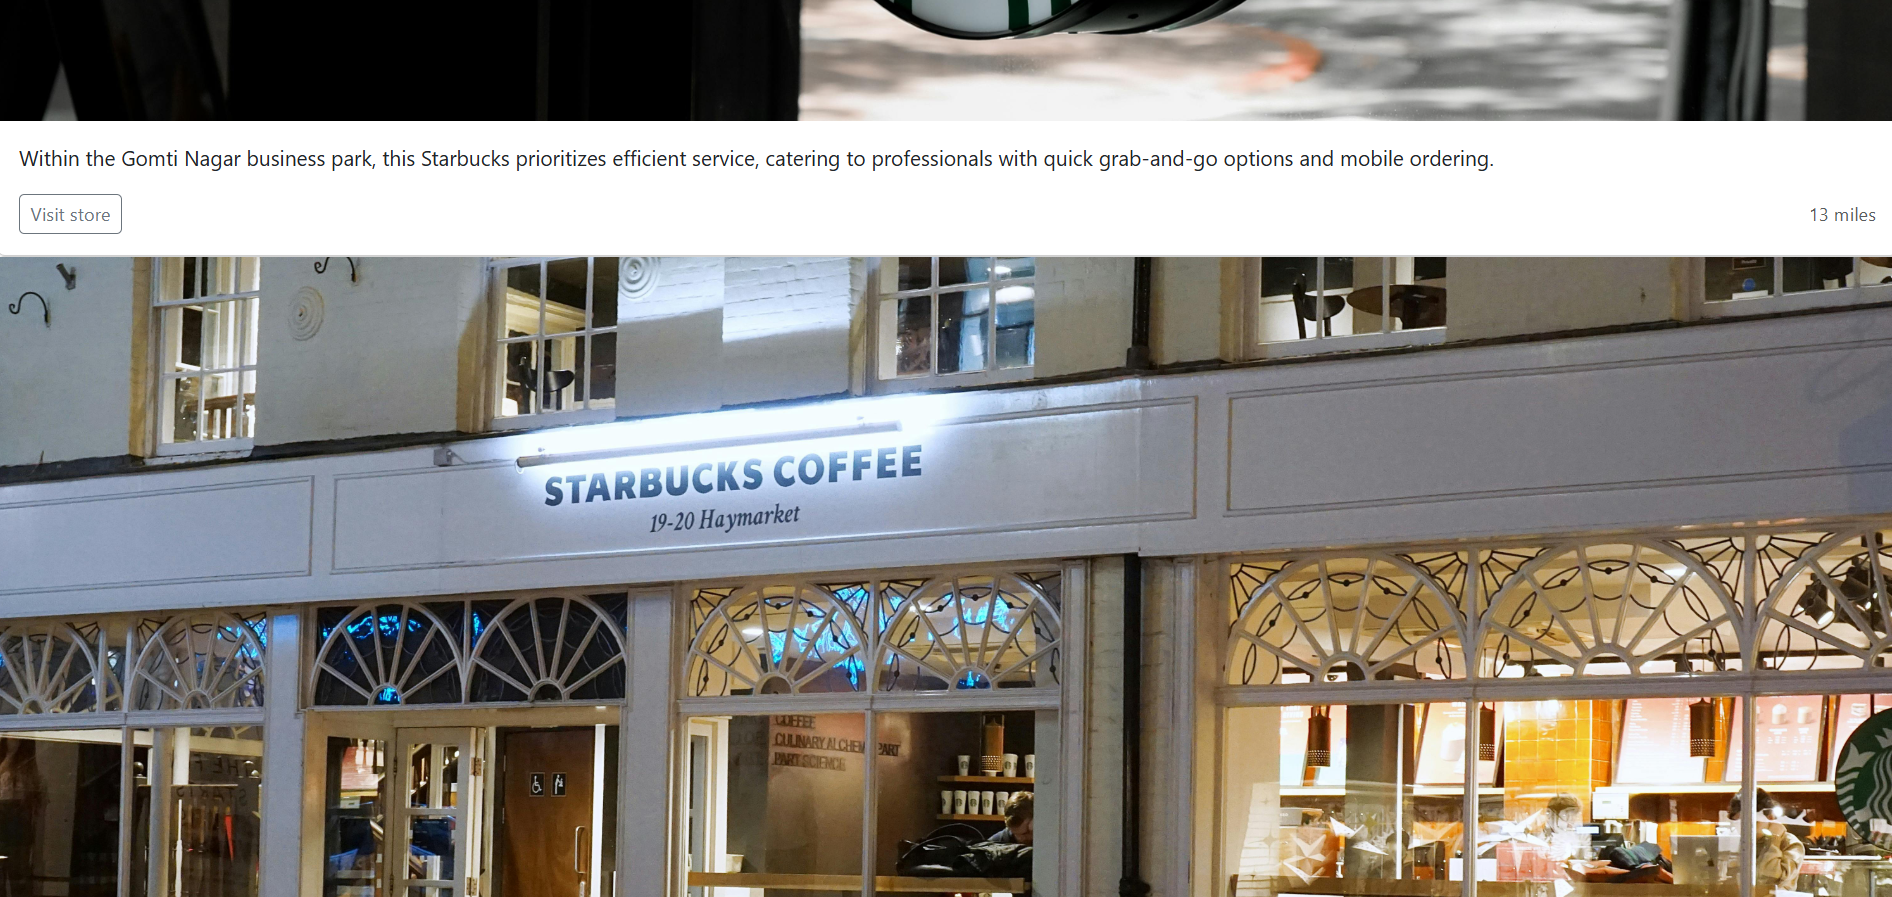 Within the Gomti Nagar business park, this Starbucks prioritizes efficient service, catering to professionals with quick grab-and-go options and mobile ordering.
Visit store
13 miles
STARBUCKS COFFEE
19-20 Haymarket
COFFEE
CULINARY ALCHEMY PART
PART SCIENCE